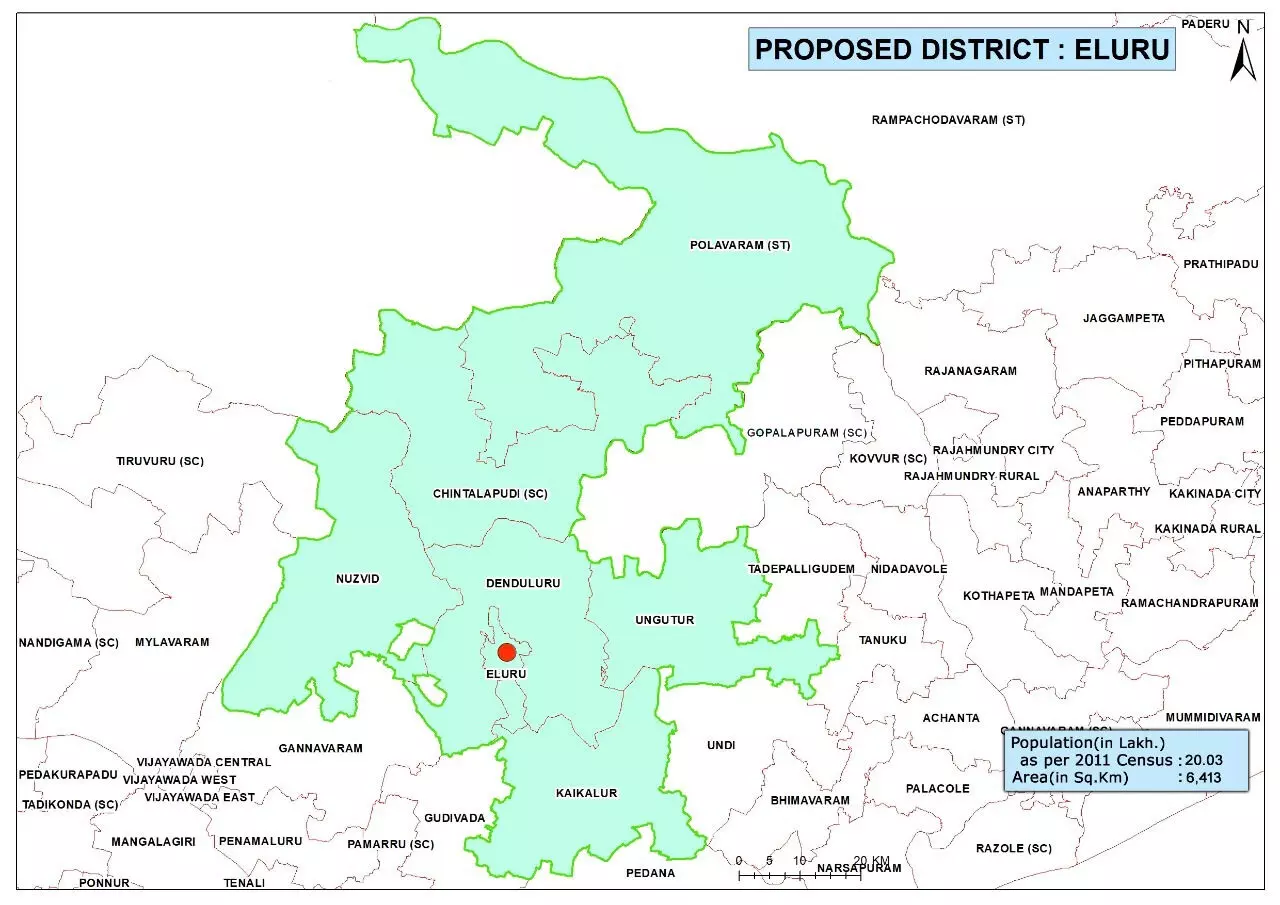 PADERU
N
PROPOSED DISTRICT : ELURU
RAMPACHODAVARAM (ST)
POLAVARAM (ST)
PRATHIPADU
JAGGAMPETA
PITHAPURAM
RAJANAGARAM
PEDDAPURAM
GOPALAPURAM (SC)
KOVVUR (SC)
RAJAHMUNDRY CITY
TIRUVURU (SC)
RAJAHMUNDRY RURAL
CHINTALAPUDI (SC)
ANAPARTHY
KAKINADA CITY
KAKINADA RURAL
NUZVID
DENDULURU
TADEPALLIGUDEM
NIDADAVOLE
KOTHAPETA
MANDAPETA
RAMACHANDRAPURAM
UNGUTUR
NANDIGAMA (SC)
MYLAVARAM
TANUKU
ELURU
ACHANTA
MUMMIDIVARAM
GANNAVARAM (SC)
GANNAVARAM
UNDI
Population(in Lakh.)
as per 2011 Census : 20.03
Area(in Sq.Km) : 6,413
VIJAYAWADA CENTRAL
PEDAKURAPADU
VIJAYAWADA WEST
VIJAYAWADA EAST
TADIKONDA (SC)
KAIKALUR
BHIMAVARAM
PALACOLE
GUDIVADA
MANGALAGIRI
PENAMALURU
PAMARRU (SC)
RAZOLE (SC)
0 5 10 20 KM
NARSAPURAM
PEDANA
PONNUR
TENALI